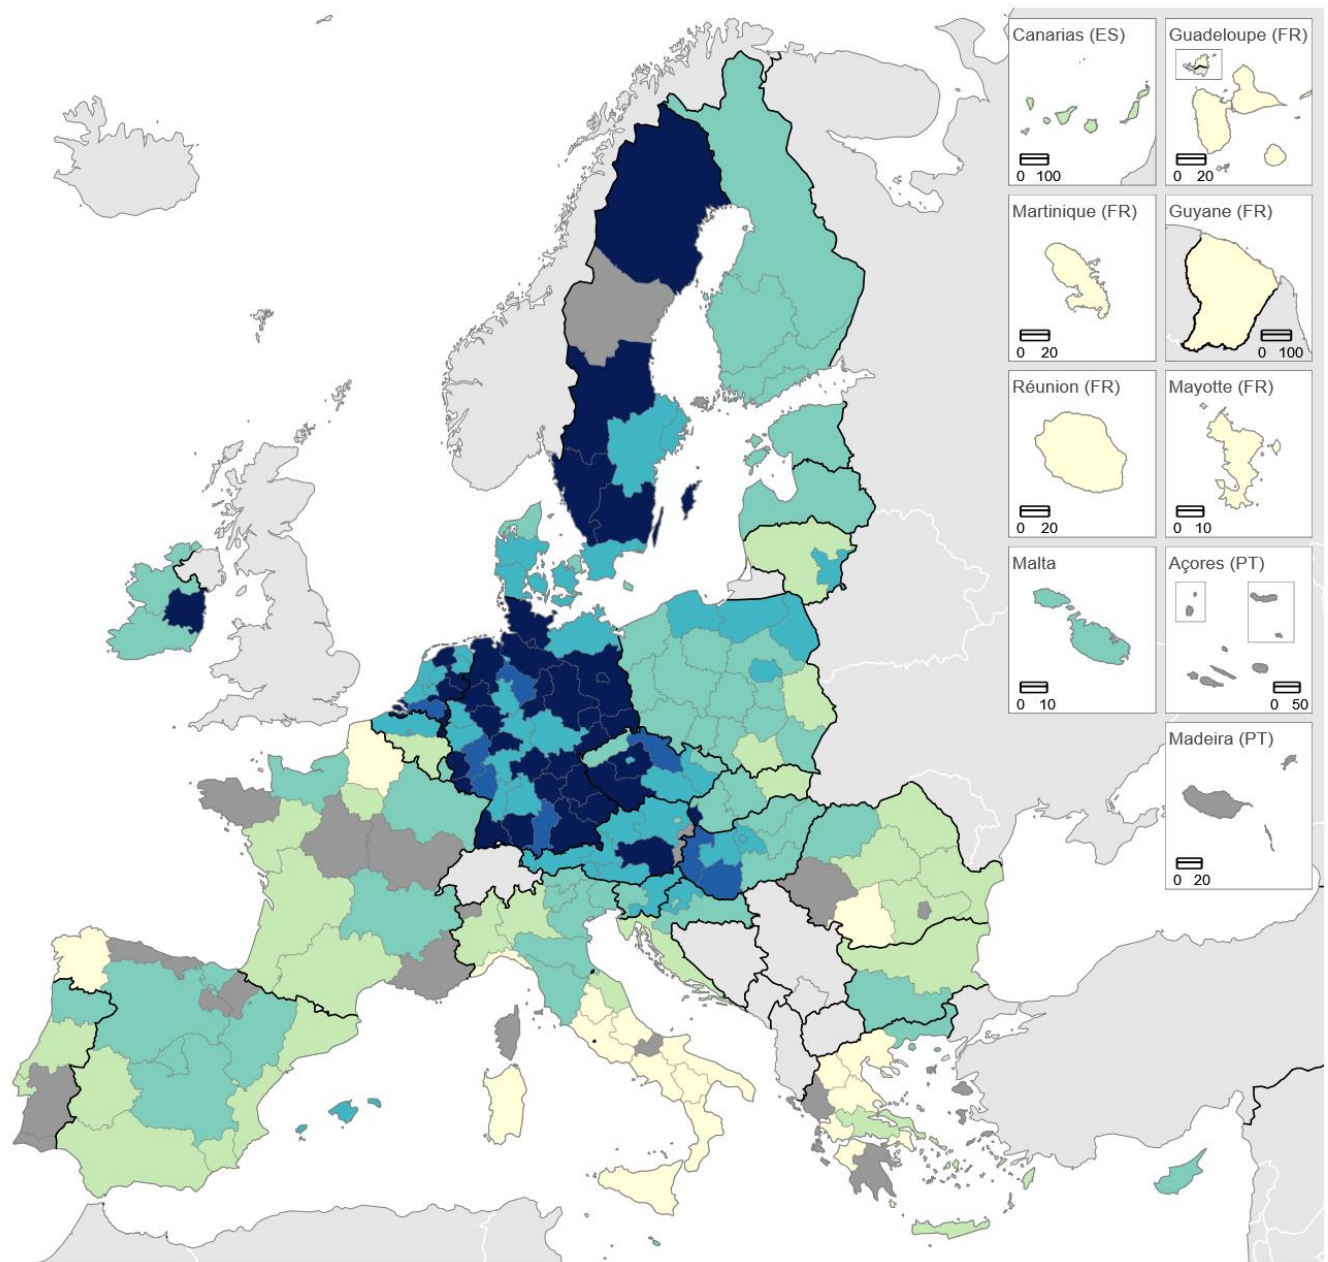 Canarias (ES)
0 100
Guadeloupe (FR)
0 20
Martinique (FR)
0 20
Guyane (FR)
0 100
Réunion (FR)
0 20
Mayotte (FR)
0 10
Malta
0 10
Açores (PT)
0 50
Madeira (PT)
0 20